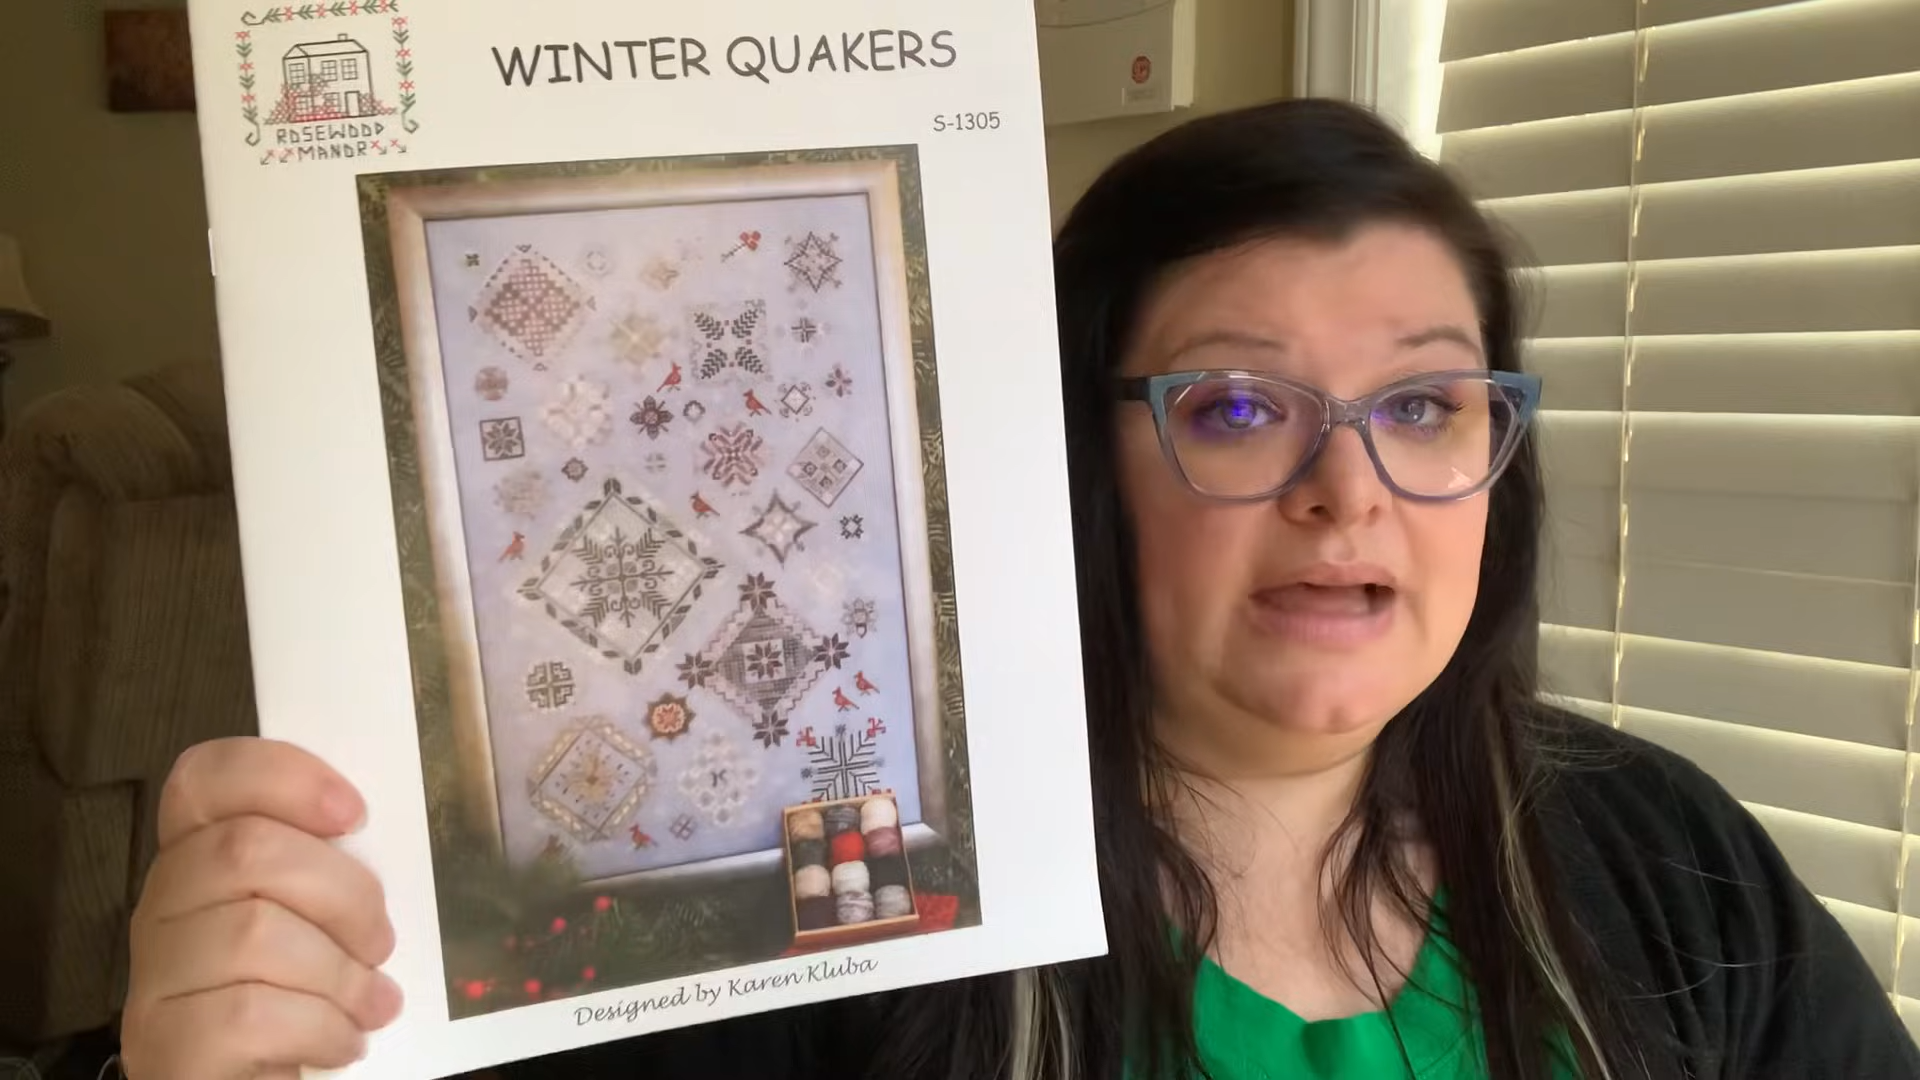 WINTER QUAKERS
S-1305
ROSEWOOD
MANOR
Designed by Karen Kluba